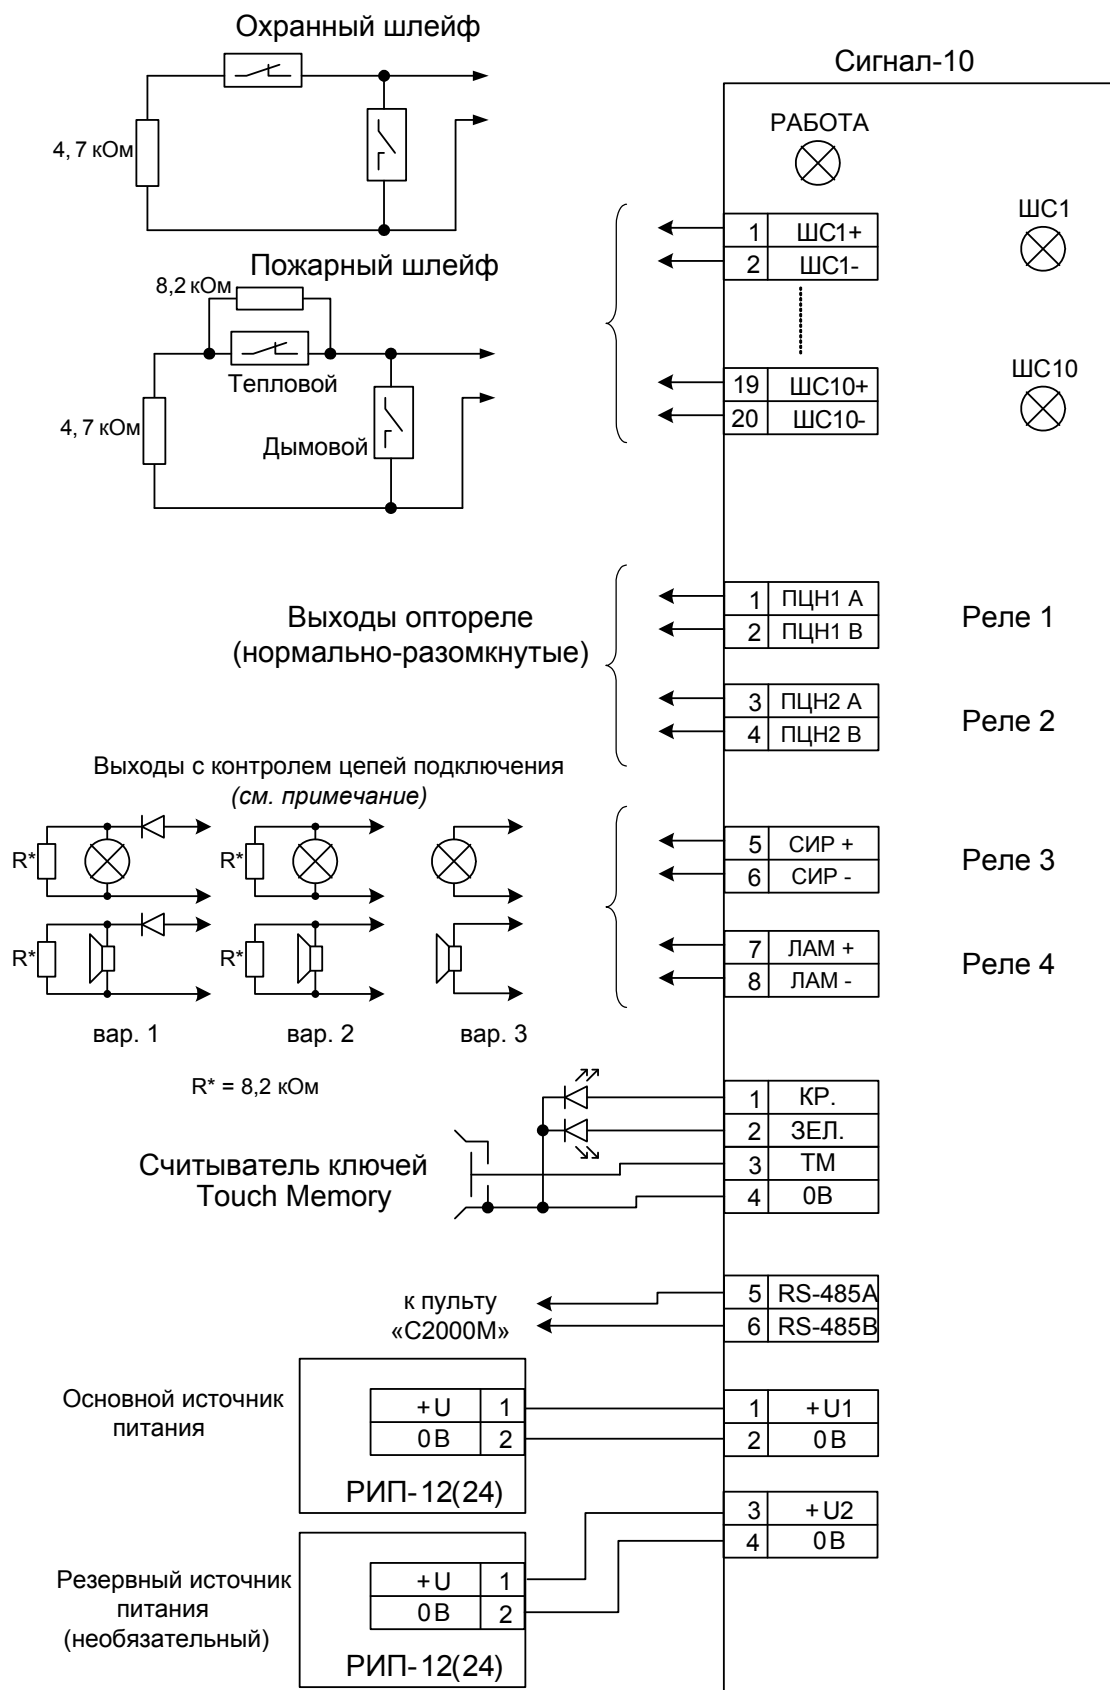 Охранный шлейф
4,7 кОм
Пожарный шлейф
8,2 кОм
Тепловой
4,7 кОм
Дымовой
Сигнал-10
РАБОТА
ШС1
1 ШС1+
2 ШС1-
ШС10
19 ШС10+
20 ШС10-
Выходы оптореле
(нормально-разомкнутые)
1 ПЦН1 А
2 ПЦН1 В
Реле 1
3 ПЦН2 А
4 ПЦН2 В
Реле 2
Выходы с контролем цепей подключения
(см. примечание)
R*
R*
5 СИР +
6 СИР -
Реле 3
R*
R*
7 ЛАМ +
8 ЛАМ -
Реле 4
вар. 1
вар. 2
вар. 3
R* = 8,2 кОм
Считыватель ключей
Touch Memory
1 КР.
2 ЗЕЛ.
3 ТМ
4 0В
к пульту
«С2000М»
5 RS-485A
6 RS-485B
Основной источник
питания
+U 1
0В 2
РИП-12(24)
1 +U1
2 0В
3 +U2
4 0В
Резервный источник
питания
(необязательный)
+U 1
0В 2
РИП-12(24)